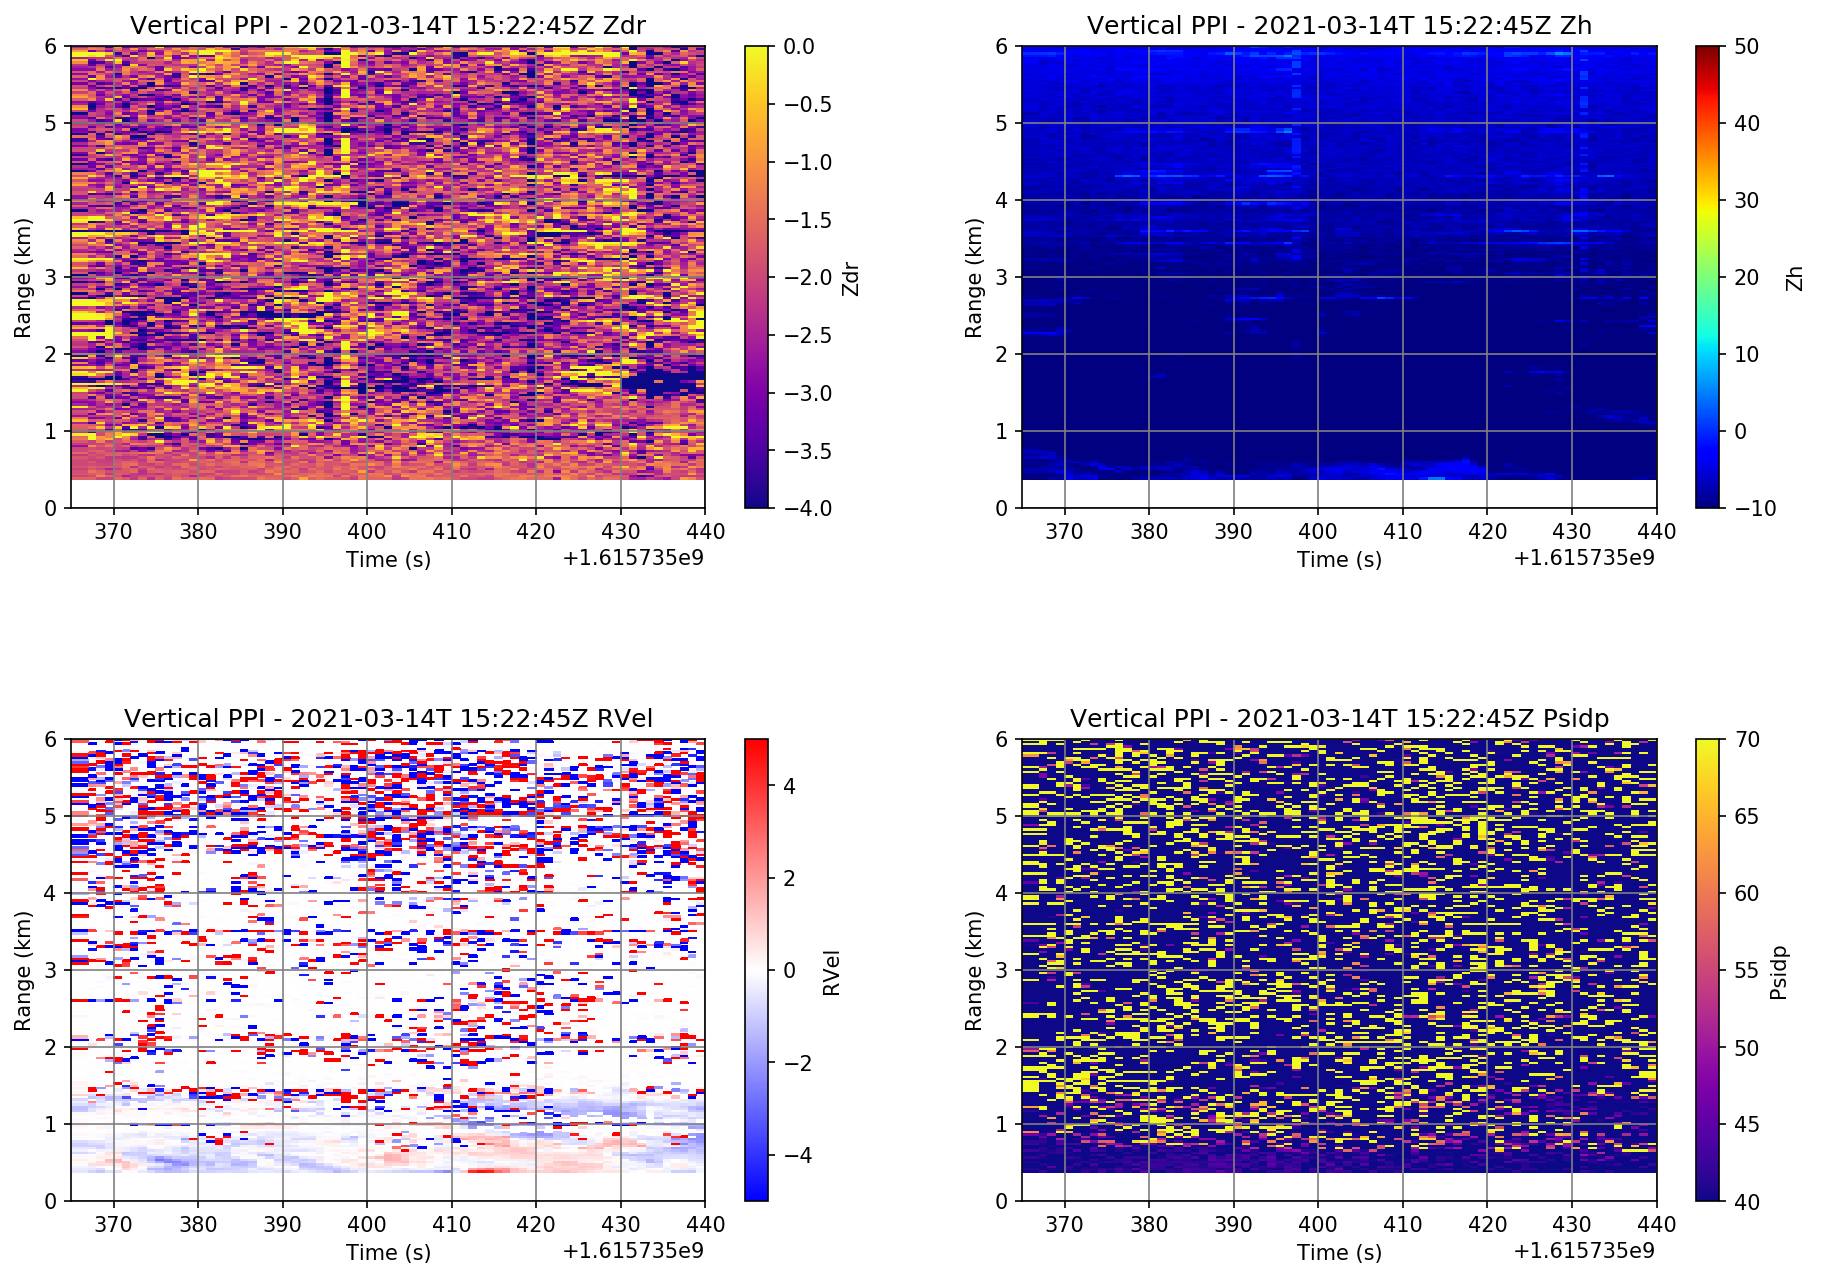 Vertical PPI - 2021-03-14T 15:22:45Z Zdr
6
5
4
3
2
1
0
Range (km)
370 380 390 400 410 420 430 440
Time (s)
+1.615735e9
0.0
−0.5
−1.0
−1.5
−2.0
−2.5
−3.0
−3.5
−4.0
Zdr
Vertical PPI - 2021-03-14T 15:22:45Z Zh
6
5
4
3
2
1
0
Range (km)
370 380 390 400 410 420 430 440
Time (s)
+1.615735e9
50
40
30
20
10
0
−10
Zh
Vertical PPI - 2021-03-14T 15:22:45Z RVel
6
5
4
3
2
1
0
Range (km)
370 380 390 400 410 420 430 440
Time (s)
+1.615735e9
4
2
0
−2
−4
RVel
Vertical PPI - 2021-03-14T 15:22:45Z Psidp
6
5
4
3
2
1
0
Range (km)
370 380 390 400 410 420 430 440
Time (s)
+1.615735e9
70
65
60
55
50
45
40
Psidp